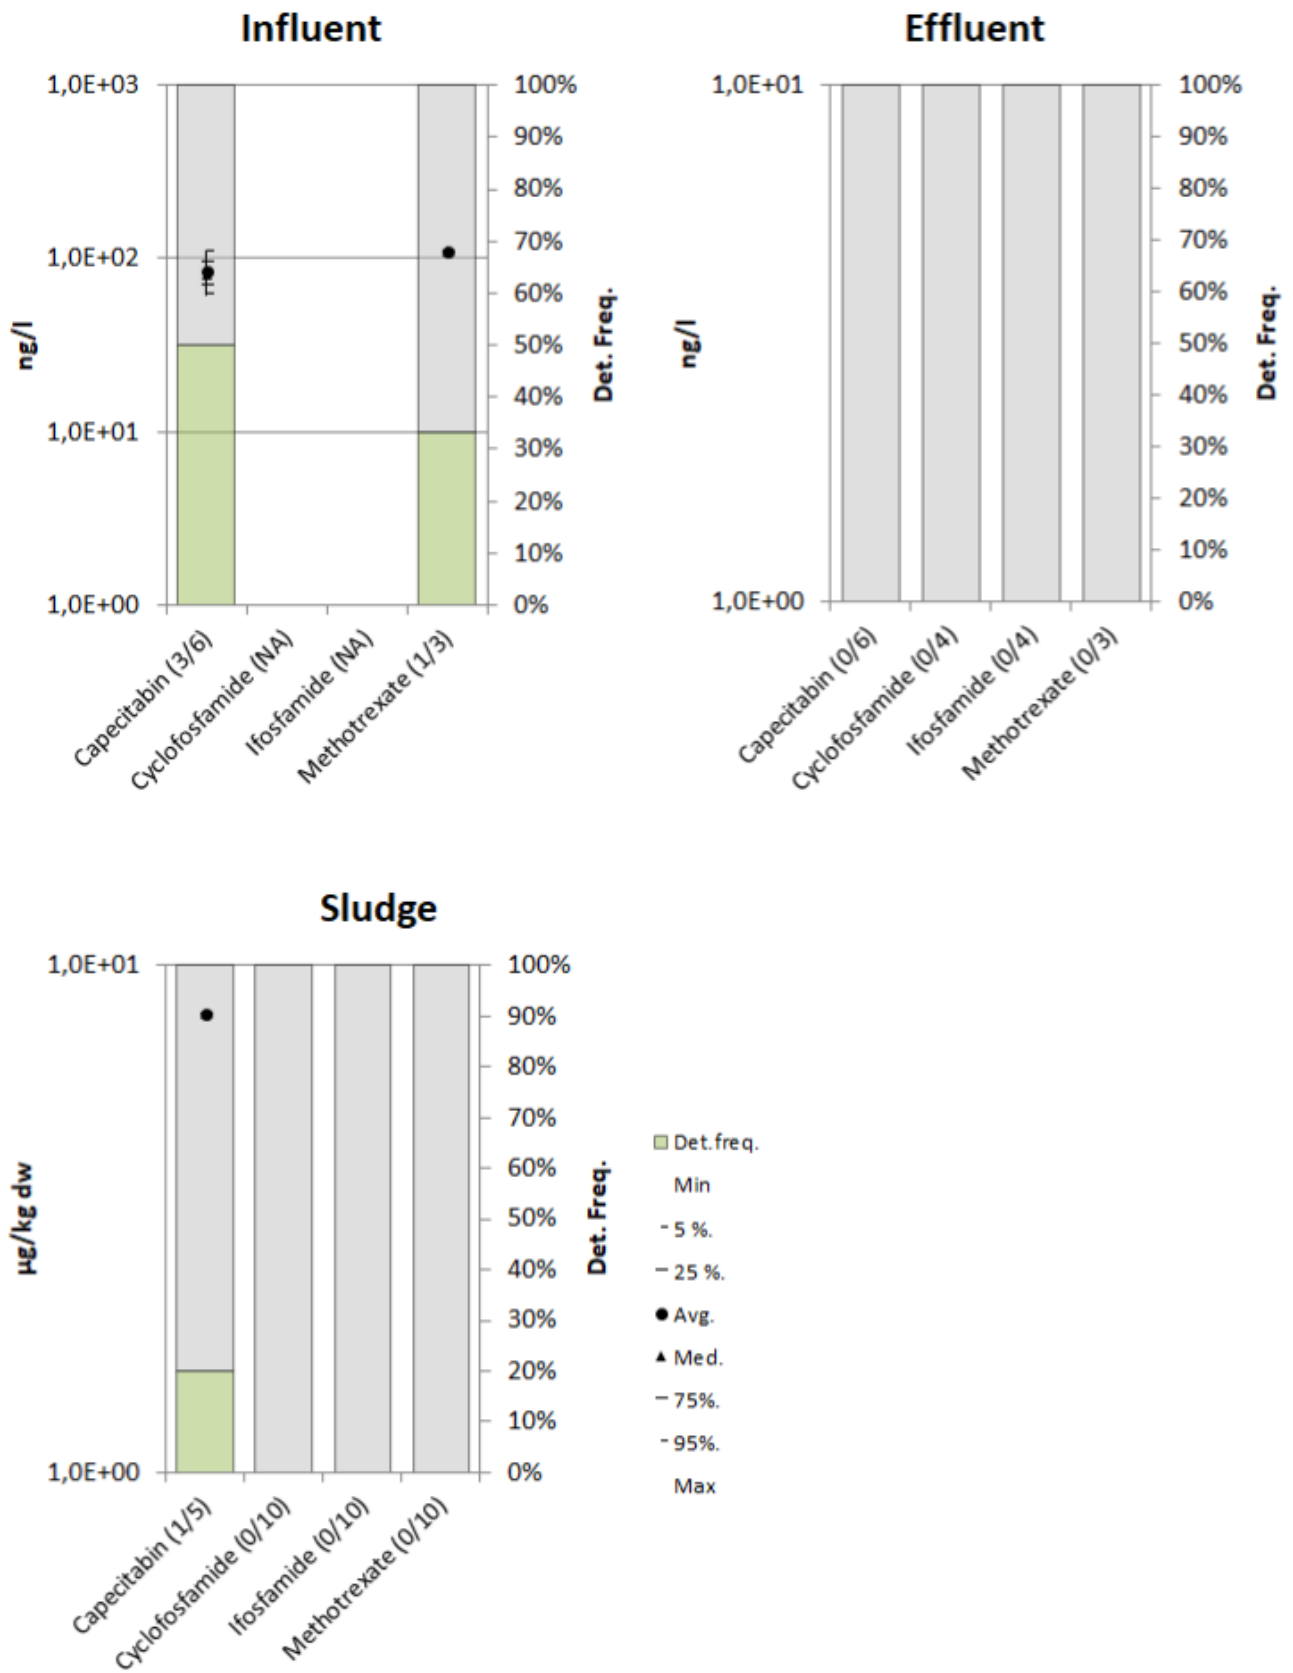 Influent
1,0E+03
1,0E+02
1,0E+01
1,0E+00
ng/l
100%
90%
80%
70%
60%
50%
40%
30%
20%
10%
0%
Det. Freq.
Capecitabin (3/6)
Cyclofosfamide (NA)
Ifosfamide (NA)
Methotrexate (1/3)
Effluent
1,0E+01
1,0E+00
ng/l
100%
90%
80%
70%
60%
50%
40%
30%
20%
10%
0%
Det. Freq.
Capecitabin (0/6)
Cyclofosfamide (0/4)
Ifosfamide (0/4)
Methotrexate (0/3)
Sludge
1,0E+01
1,0E+00
µg/kg dw
100%
90%
80%
70%
60%
50%
40%
30%
20%
10%
0%
Det. Freq.
Capecitabin (1/5)
Cyclofosfamide (0/10)
Ifosfamide (0/10)
Methotrexate (0/10)
Det.freq.
Min
5 %.
25 %.
Avg.
Med.
75%.
95%.
Max